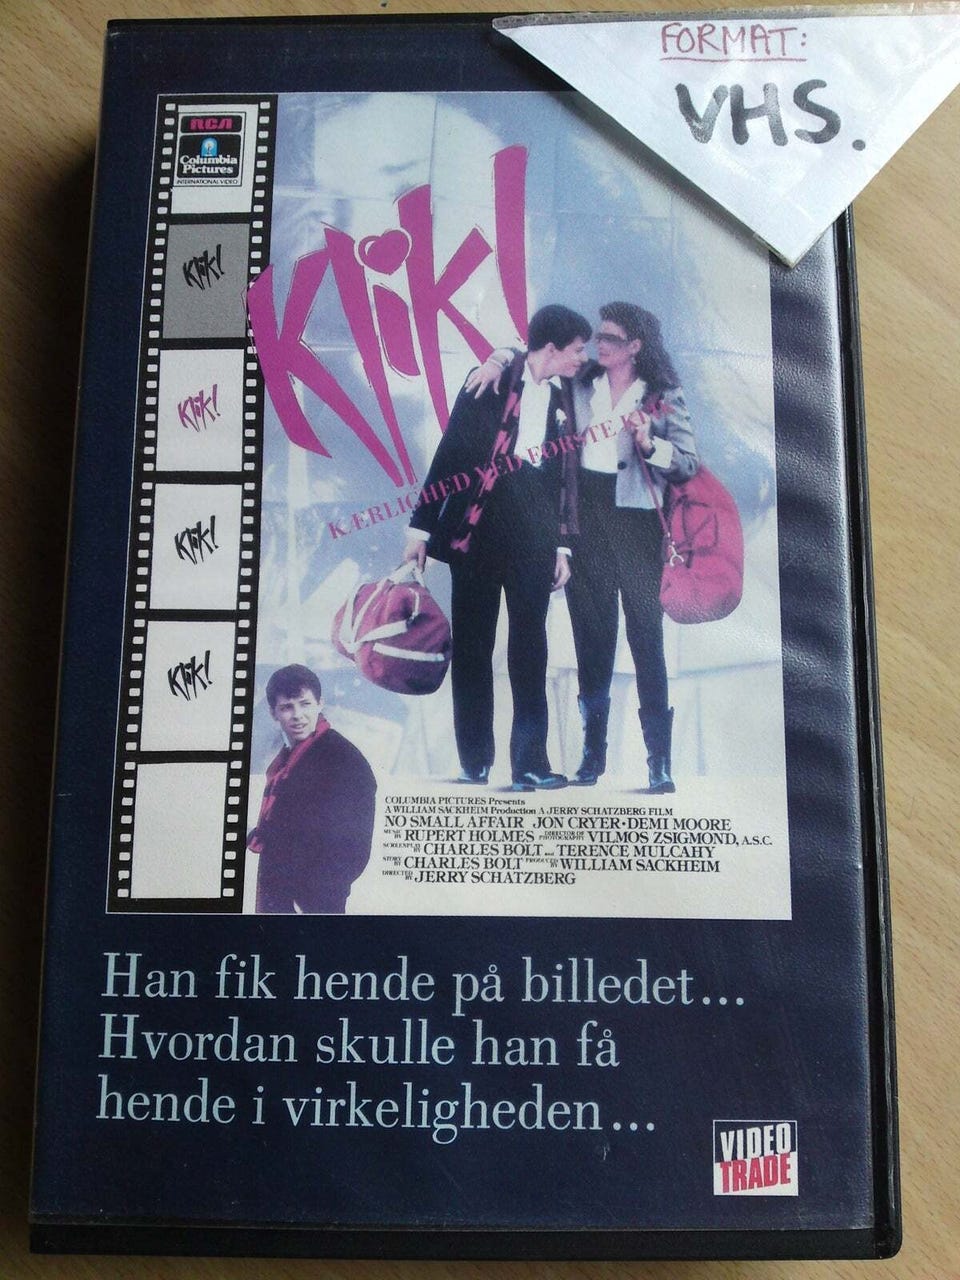 FORMAT:
VHS.
RCA
Columbia
Pictures
INTERNATIONAL VIDEO
Klik!
Klik!
Klik!
Klik!
Klik!
KÆRLIGHED VED FØRSTE KLIK
COLUMBIA PICTURES Presents
A WILLIAM SACKHEIM Production A JERRY SCHATZBERG FILM
NO SMALL AFFAIR JON CRYER • DEMI MOORE
MUSIC BY RUPERT HOLMES DIRECTOR OF PHOTOGRAPHY VILMOS ZSIGMOND, A.S.C.
SCREENPLAY BY CHARLES BOLT and TERENCE MULCAHY
STORY BY CHARLES BOLT PRODUCED BY WILLIAM SACKHEIM
DIRECTED BY JERRY SCHATZBERG
Han fik hende på billedet...
Hvordan skulle han få
hende i virkeligheden...
VIDEO
TRADE